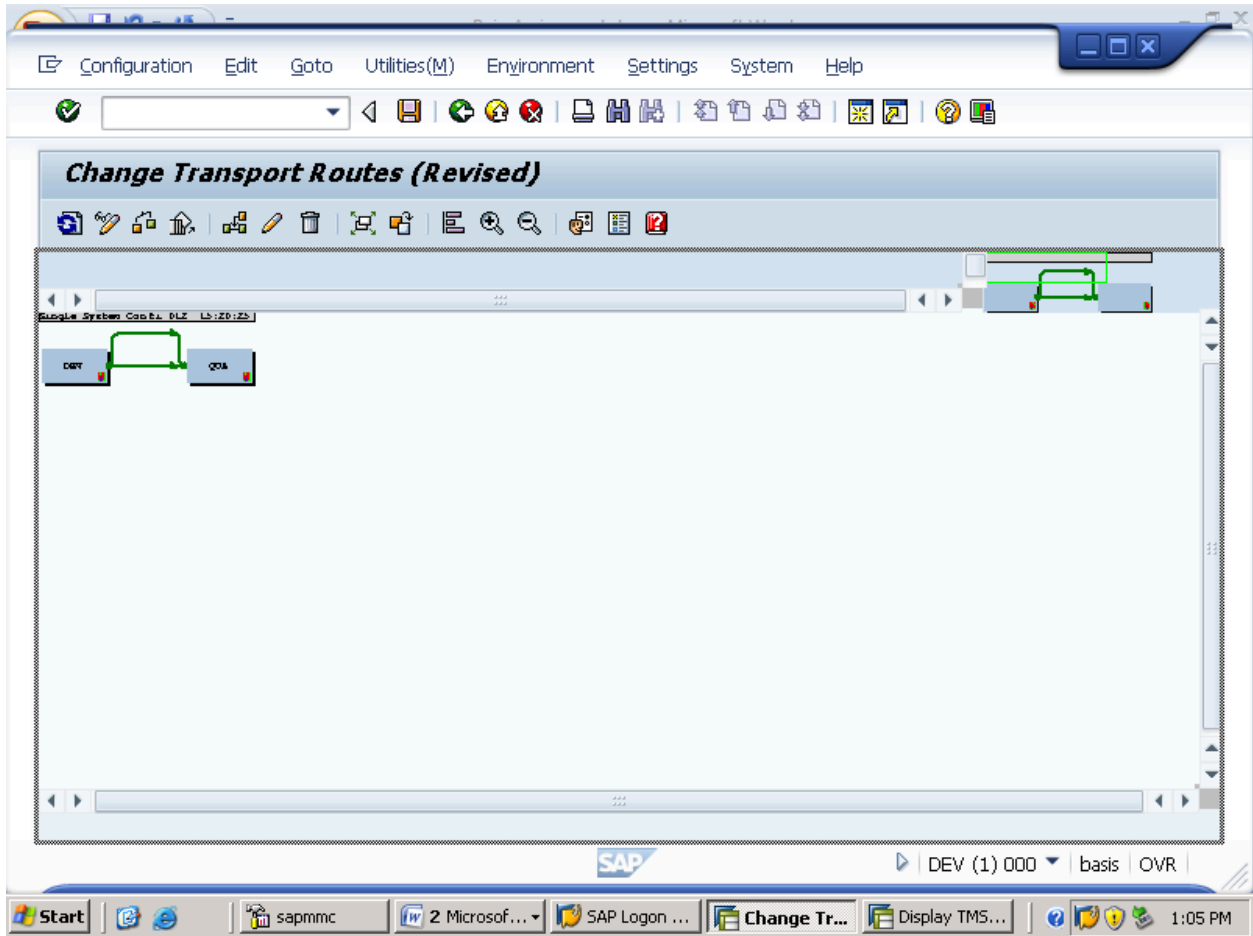 Configuration Edit Goto Utilities(M) Environment Settings System Help
Change Transport Routes (Revised)
DEV QUA
SAP
DEV (1) 000 basis OVR
Start sapmmc 2 Microsof... SAP Logon ... Change Tr... Display TMS... 1:05 PM